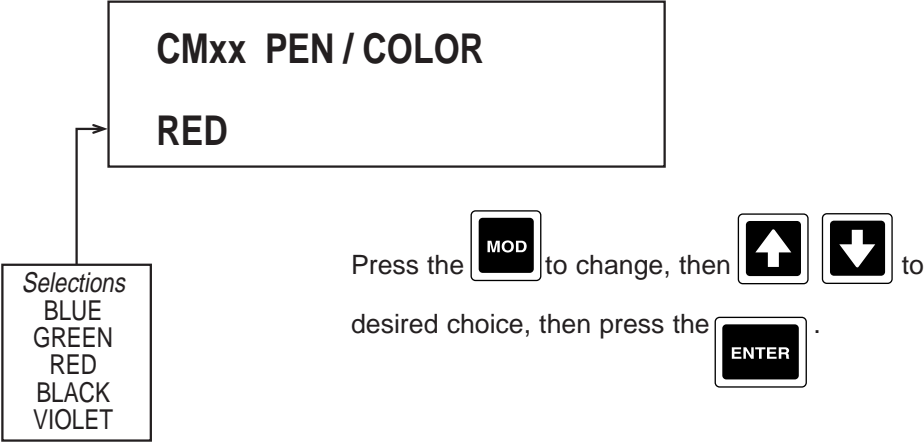 CMxx PEN / COLOR
RED
Selections
BLUE
GREEN
RED
BLACK
VIOLET
Press the MOD to change, then to
desired choice, then press the ENTER .